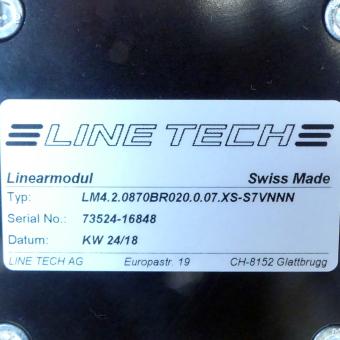 LINE TECH
Linearmodul Swiss Made
Typ: LM4.2.0870BR020.0.07.XS-S7VNNN
Serial No.: 73524-16848
Datum: KW 24/18
LINE TECH AG Europastr. 19 CH-8152 Glattbrugg